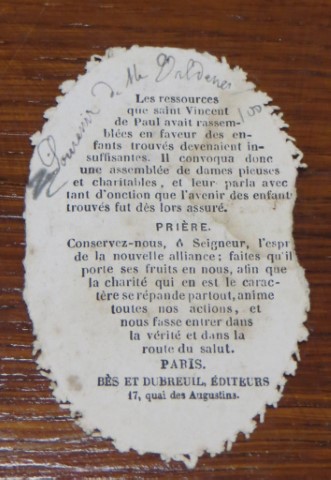 Souvenir de
Les ressources
que saint Vincent
de Paul avait rassem-
blées en faveur des en-
fants trouvés devenaient in-
suffisantes. Il convoqua donc
une assemblée de dames pieuses
et charitables, et leur parla avec
tant d'onction que l'avenir des enfant
trouvés fut dès lors assuré.
PRIÈRE.
Conservez-nous, ô Seigneur, l'espr
de la nouvelle alliance; faites qu'il
porte ses fruits en nous, afin que
la charité qui en est le carac-
tère se répande partout, anime
toutes nos actions, et
nous fasse entrer dans
la vérité et dans la
route du salut.
PARIS.
BÈS ET DUBREUIL, ÉDITEURS
17, quai des Augustins.